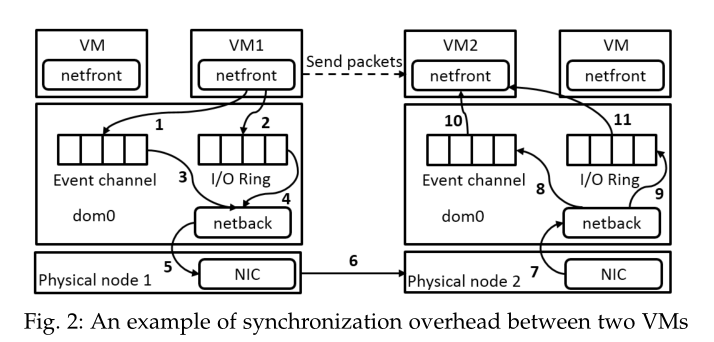 VM
netfront
VM1
netfront
Send packets
VM2
netfront
VM
netfront
1
2
Event channel
3
I/O Ring
4
dom0
netback
10
11
Event channel
8
I/O Ring
9
dom0
netback
5
Physical node 1
NIC
6
Physical node 2
7
NIC
Fig. 2: An example of synchronization overhead between two VMs